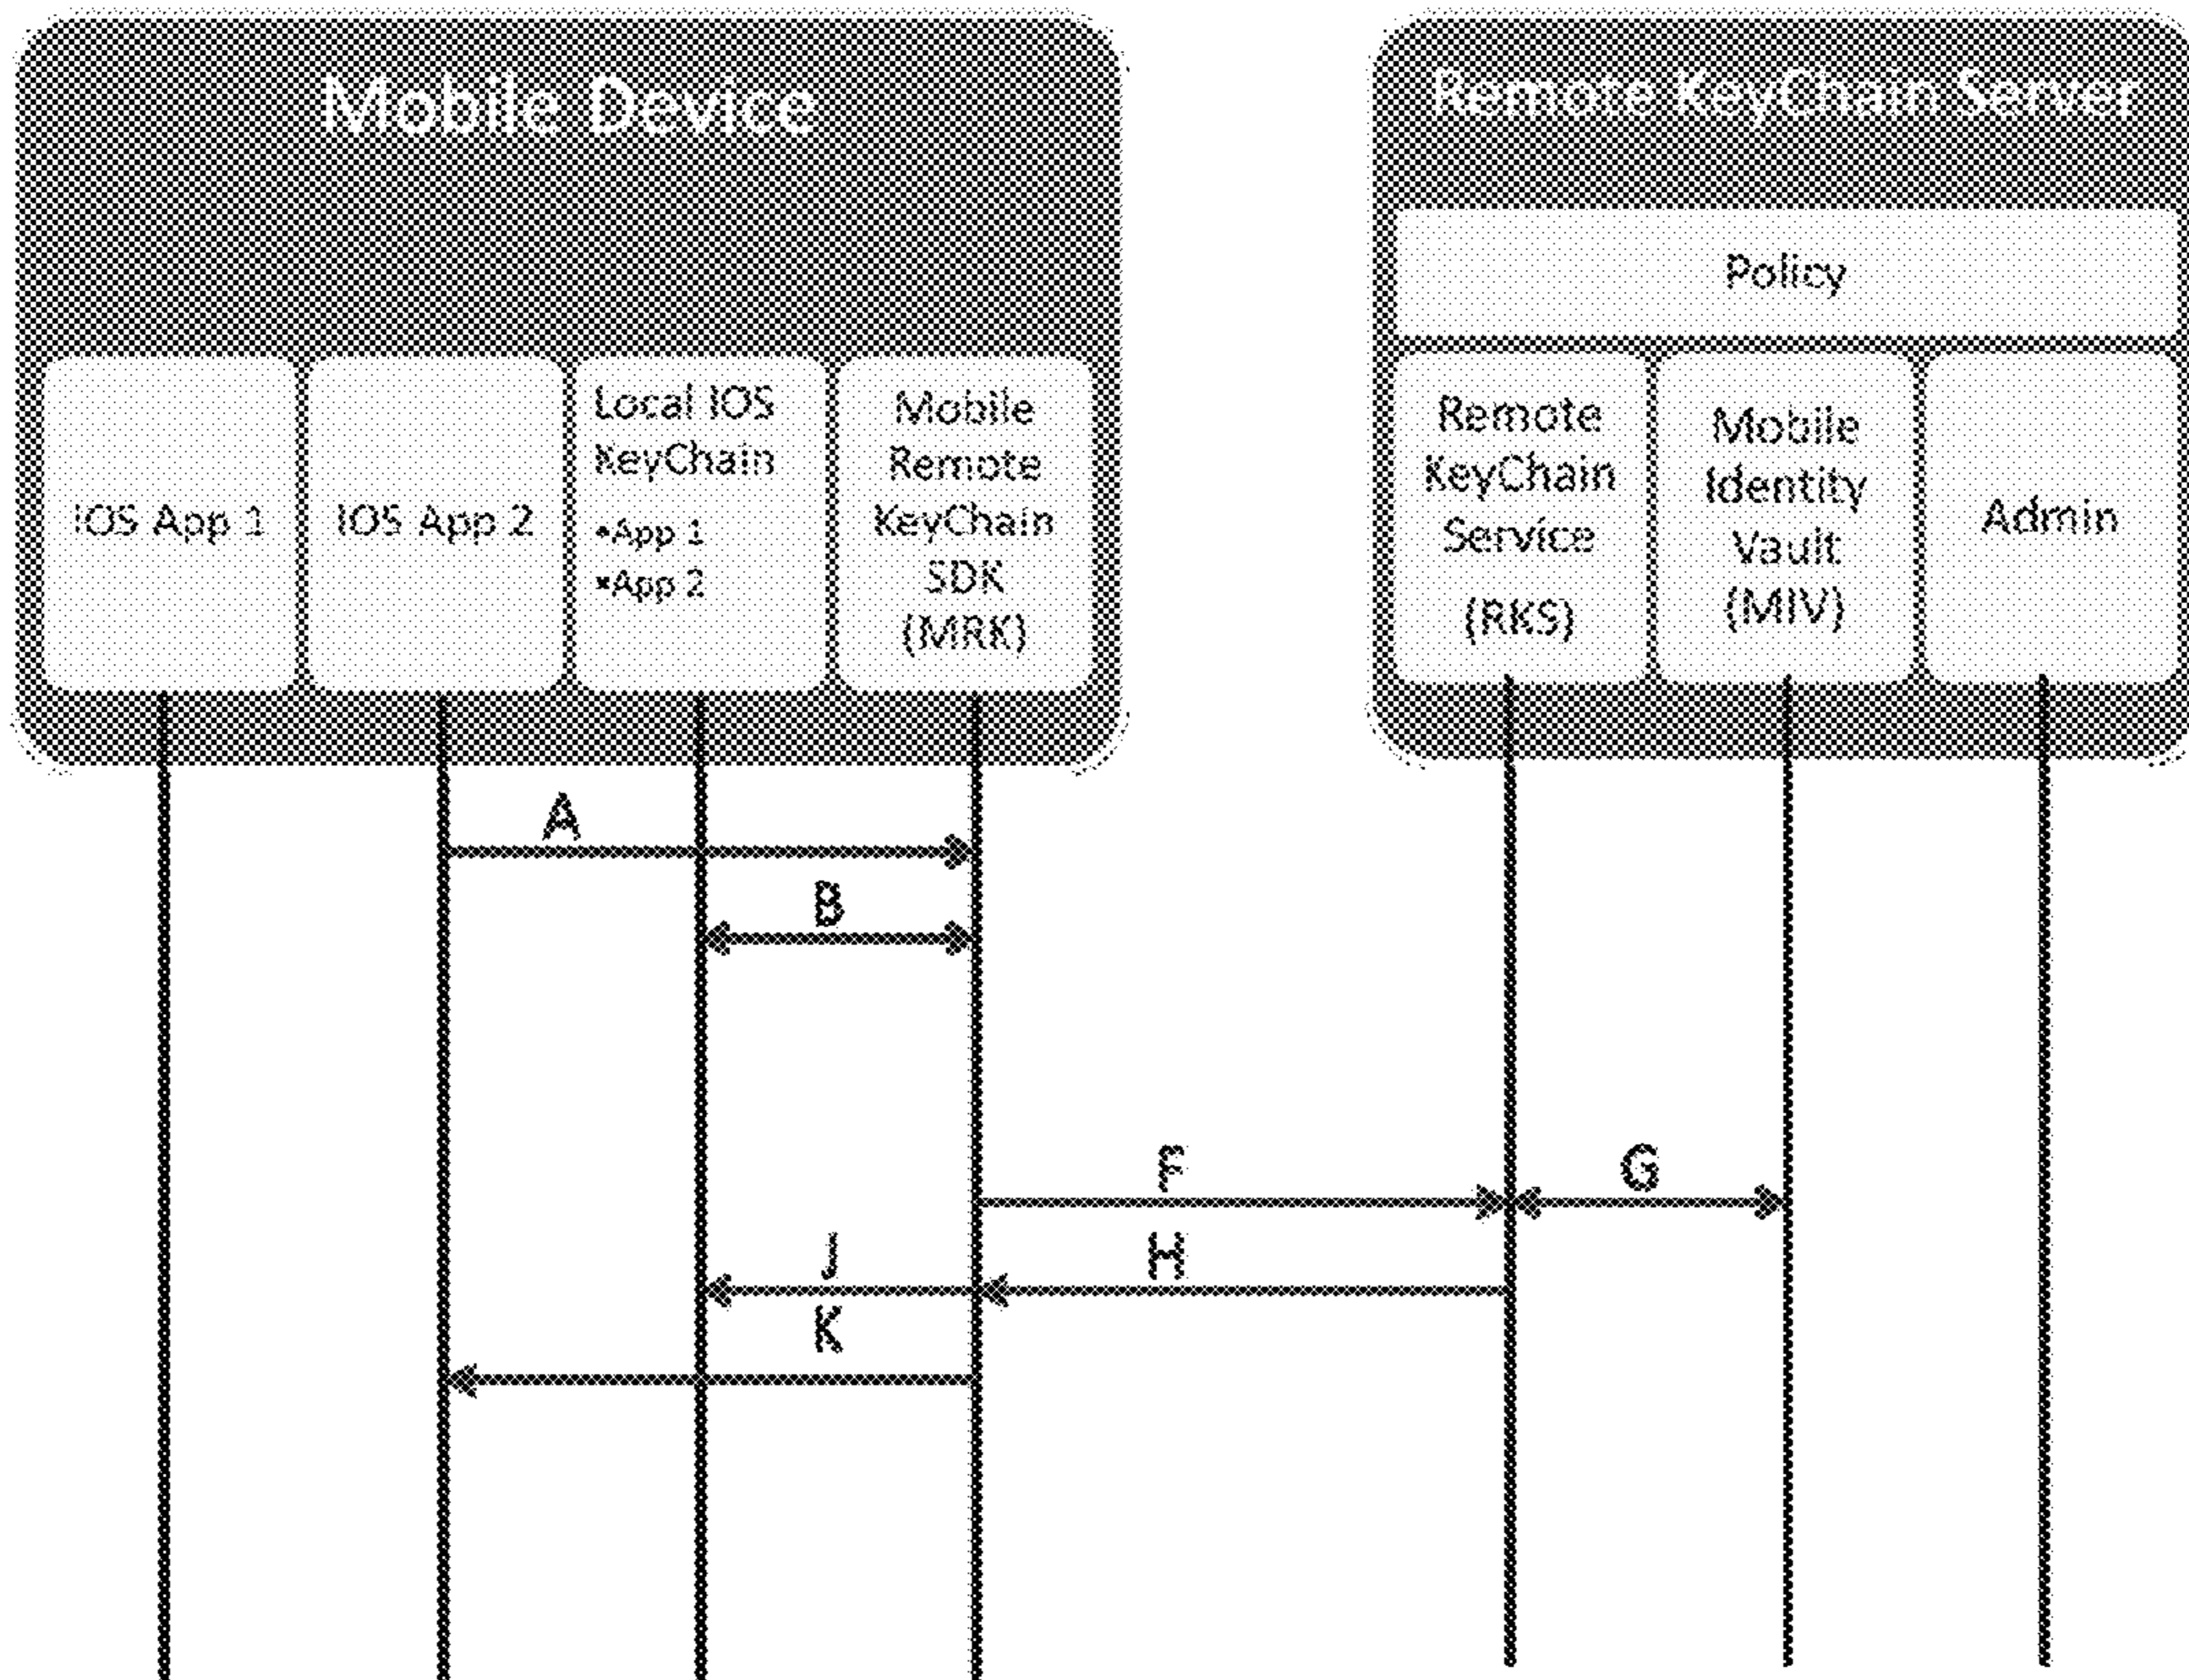 Mobile Device
Remote KeyChain Server
Policy
IOS App 1
IOS App 2
Local IOS
KeyChain
•App 1
•App 2
Mobile
Remote
KeyChain
SDK
(MRK)
Remote
KeyChain
Service
(RKS)
Mobile
Identity
Vault
(MIV)
Admin
A
B
F
G
J
H
K